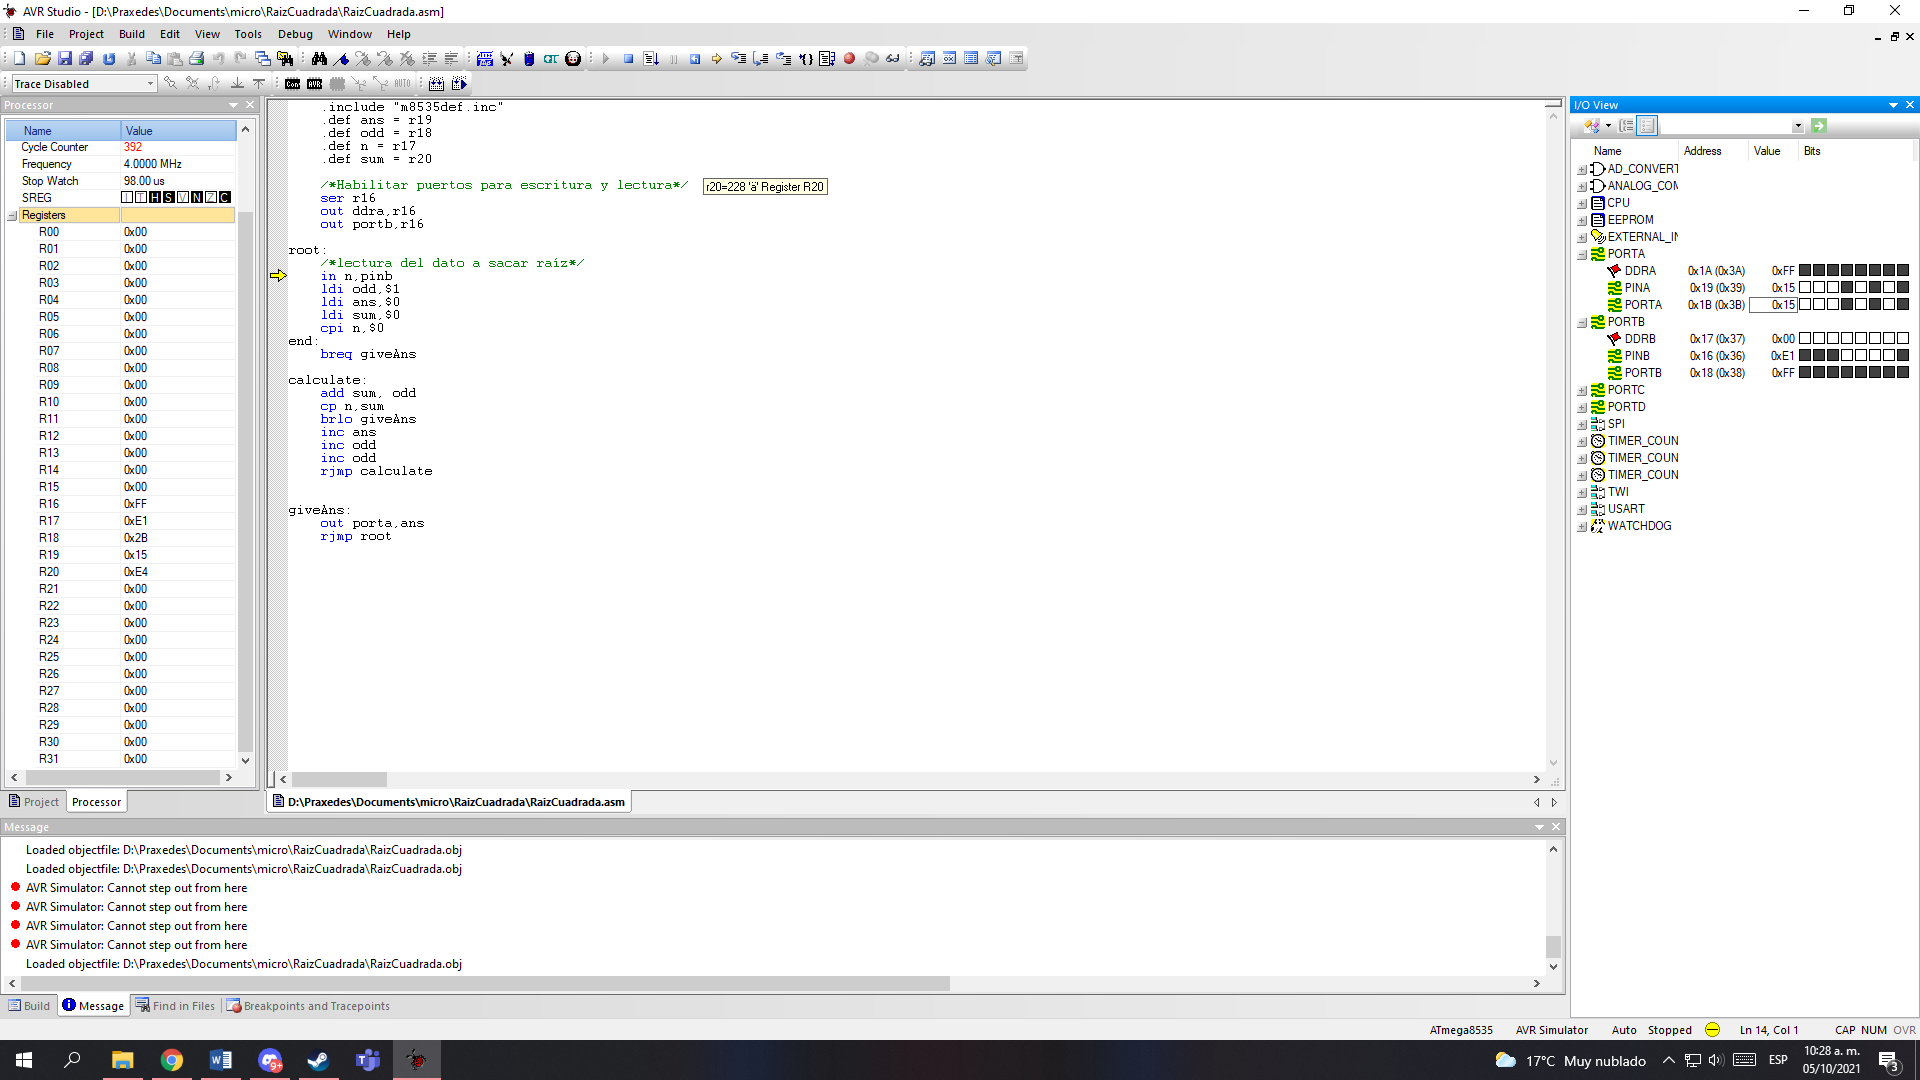 AVR Studio - [D:\Praxedes\Documents\micro\RaizCuadrada\RaizCuadrada.asm]
File Project Build Edit View Tools Debug Window Help
Trace Disabled
AUTO
Processor
Name Value
Cycle Counter 392
Frequency 4.0000 MHz
Stop Watch 98.00 us
SREG I T H S V N Z C
Registers
R00 0x00
R01 0x00
R02 0x00
R03 0x00
R04 0x00
R05 0x00
R06 0x00
R07 0x00
R08 0x00
R09 0x00
R10 0x00
R11 0x00
R12 0x00
R13 0x00
R14 0x00
R15 0x00
R16 0xFF
R17 0xE1
R18 0x2B
R19 0x15
R20 0xE4
R21 0x00
R22 0x00
R23 0x00
R24 0x00
R25 0x00
R26 0x00
R27 0x00
R28 0x00
R29 0x00
R30 0x00
R31 0x00
Project Processor
.include "m8535def.inc"
.def ans = r19
.def odd = r18
.def n = r17
.def sum = r20
/*Habilitar puertos para escritura y lectura*/
r20=228 'ä' Register R20
ser r16
out ddra,r16
out portb,r16
root:
/*lectura del dato a sacar raíz*/
in n,pinb
ldi odd,$1
ldi ans,$0
ldi sum,$0
cpi n,$0
end:
breq giveAns
calculate:
add sum, odd
cp n,sum
brlo giveAns
inc ans
inc odd
inc odd
rjmp calculate
giveAns:
out porta,ans
rjmp root
D:\Praxedes\Documents\micro\RaizCuadrada\RaizCuadrada.asm
I/O View
Name Address Value Bits
AD_CONVERT
ANALOG_CON
CPU
EEPROM
EXTERNAL_IN
PORTA
DDRA 0x1A (0x3A) 0xFF
PINA 0x19 (0x39) 0x15
PORTA 0x1B (0x3B) 0x15
PORTB
DDRB 0x17 (0x37) 0x00
PINB 0x16 (0x36) 0xE1
PORTB 0x18 (0x38) 0xFF
PORTC
PORTD
SPI
TIMER_COUN
TIMER_COUN
TIMER_COUN
TWI
USART
WATCHDOG
Message
Loaded objectfile: D:\Praxedes\Documents\micro\RaizCuadrada\RaizCuadrada.obj
Loaded objectfile: D:\Praxedes\Documents\micro\RaizCuadrada\RaizCuadrada.obj
AVR Simulator: Cannot step out from here
AVR Simulator: Cannot step out from here
AVR Simulator: Cannot step out from here
AVR Simulator: Cannot step out from here
Loaded objectfile: D:\Praxedes\Documents\micro\RaizCuadrada\RaizCuadrada.obj
Build Message Find in Files Breakpoints and Tracepoints
ATmega8535 AVR Simulator Auto Stopped Ln 14, Col 1 CAP NUM OVR
9+
17°C Muy nublado ESP 10:28 a. m.
05/10/2021
3